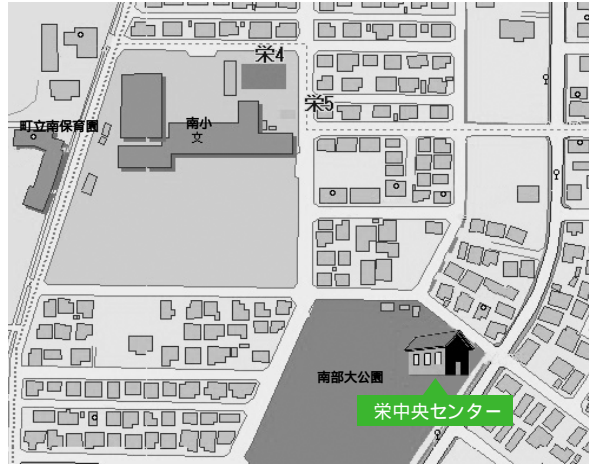 栄4
栄5
町立南保育園
南小
文
南部大公園
栄中央センター